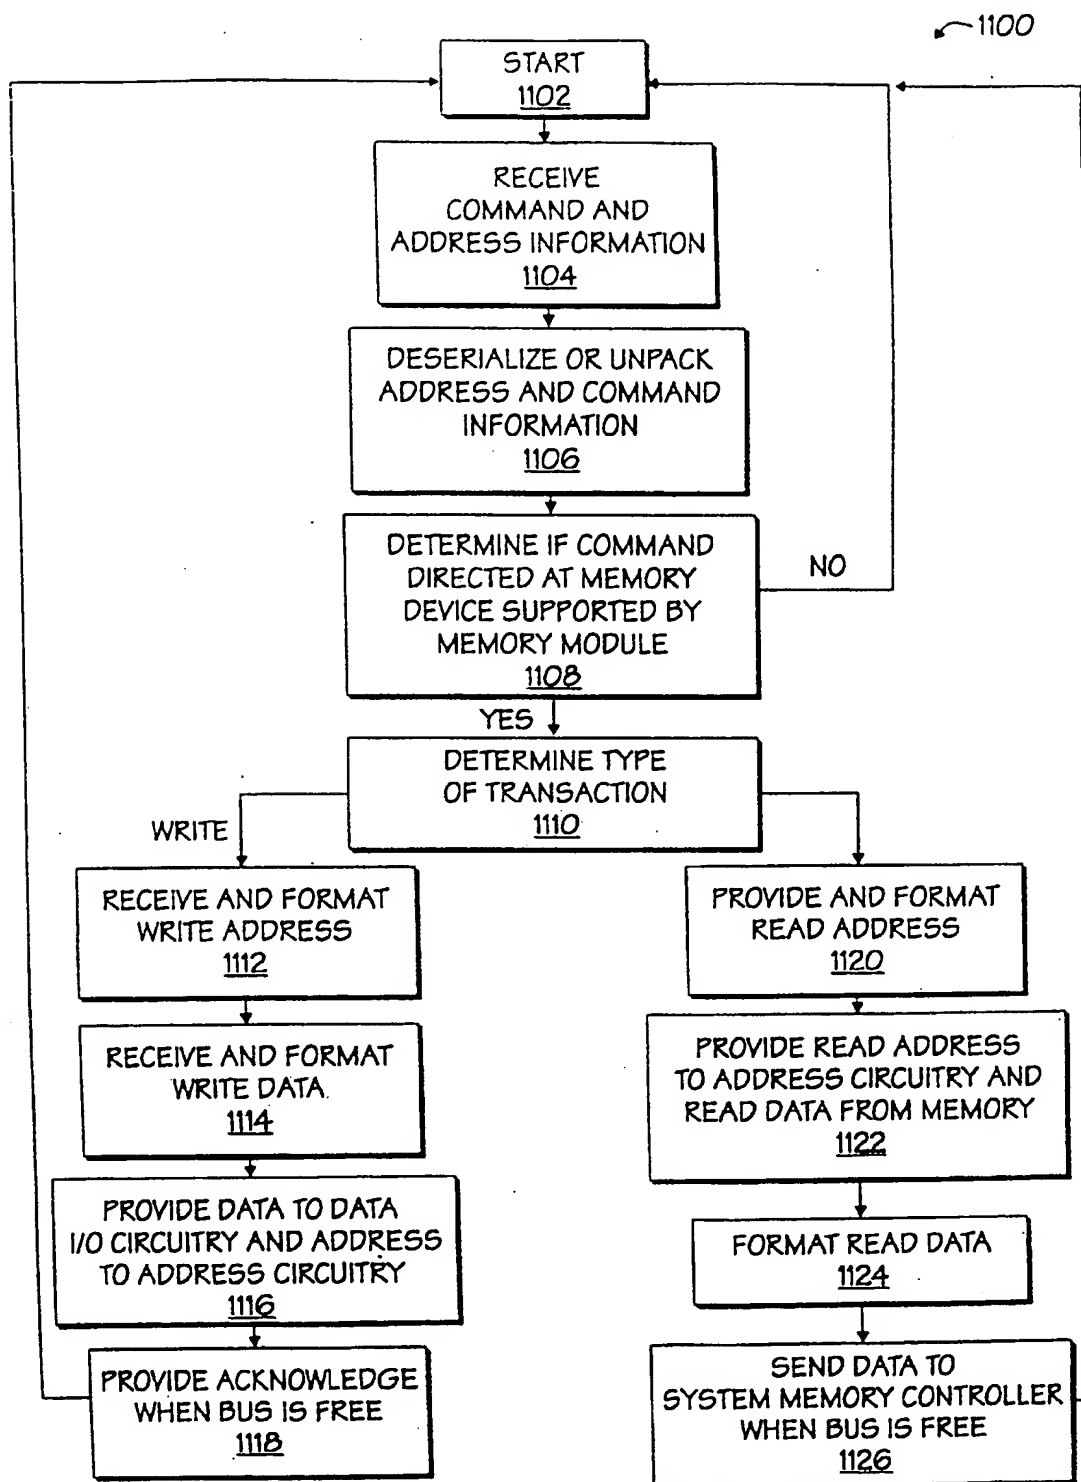 1100
START
1102
RECEIVE
COMMAND AND
ADDRESS INFORMATION
1104
DESERIALIZE OR UNPACK
ADDRESS AND COMMAND
INFORMATION
1106
DETERMINE IF COMMAND
DIRECTED AT MEMORY
DEVICE SUPPORTED BY
MEMORY MODULE
1108
NO
YES
DETERMINE TYPE
OF TRANSACTION
1110
WRITE
RECEIVE AND FORMAT
WRITE ADDRESS
1112
RECEIVE AND FORMAT
WRITE DATA
1114
PROVIDE DATA TO DATA
I/O CIRCUITRY AND ADDRESS
TO ADDRESS CIRCUITRY
1116
PROVIDE ACKNOWLEDGE
WHEN BUS IS FREE
1118
PROVIDE AND FORMAT
READ ADDRESS
1120
PROVIDE READ ADDRESS
TO ADDRESS CIRCUITRY AND
READ DATA FROM MEMORY
1122
FORMAT READ DATA
1124
SEND DATA TO
SYSTEM MEMORY CONTROLLER
WHEN BUS IS FREE
1126